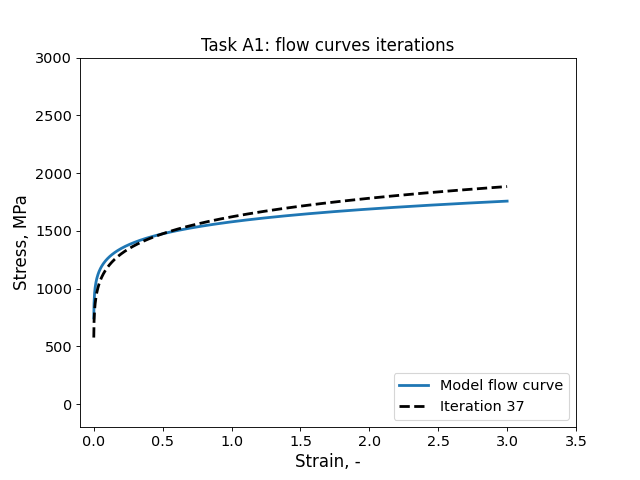 Task A1: flow curves iterations
3000
2500
2000
1500
1000
500
0
Stress, MPa
0.0 0.5 1.0 1.5 2.0 2.5 3.0 3.5
Strain, -
Model flow curve
Iteration 37